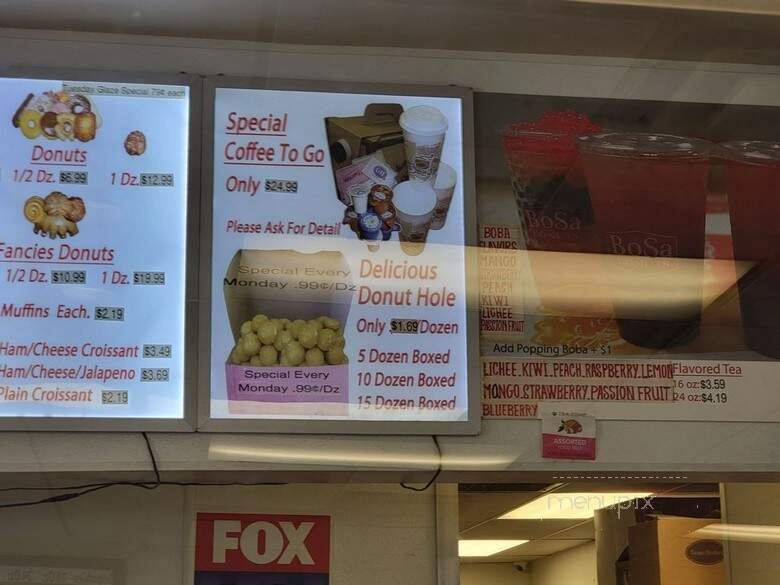 Tuesday Glaze Special 79¢ each
Donuts
1/2 Dz. $6.99 1 Dz. $12.99
Fancies Donuts
1/2 Dz. $10.99 1 Dz. $19.99
Muffins Each. $2.19
Ham/Cheese Croissant $3.49
Ham/Cheese/Jalapeno $3.69
Plain Croissant $2.19
Special
Coffee To Go
Only $24.99
Please Ask For Detail
Special Every
Monday .99¢/Dz
Delicious
Donut Hole
Only $1.69/Dozen
5 Dozen Boxed
10 Dozen Boxed
15 Dozen Boxed
Special Every
Monday .99¢/Dz
BoSa
BoSa
BOBA
FLAVORS
MANGO
STRAWBERRY
PEACH
KIWI
LICHEE
PASSION FRUIT
Add Popping Boba + $1
LICHEE. KIWI. PEACH. RASPBERRY. LEMON
MONGO. STRAWBERRY. PASSION FRUIT
BLUEBERRY
Flavored Tea
16 oz: $3.59
24 oz: $4.19
ASSORTED
FOX
menupix